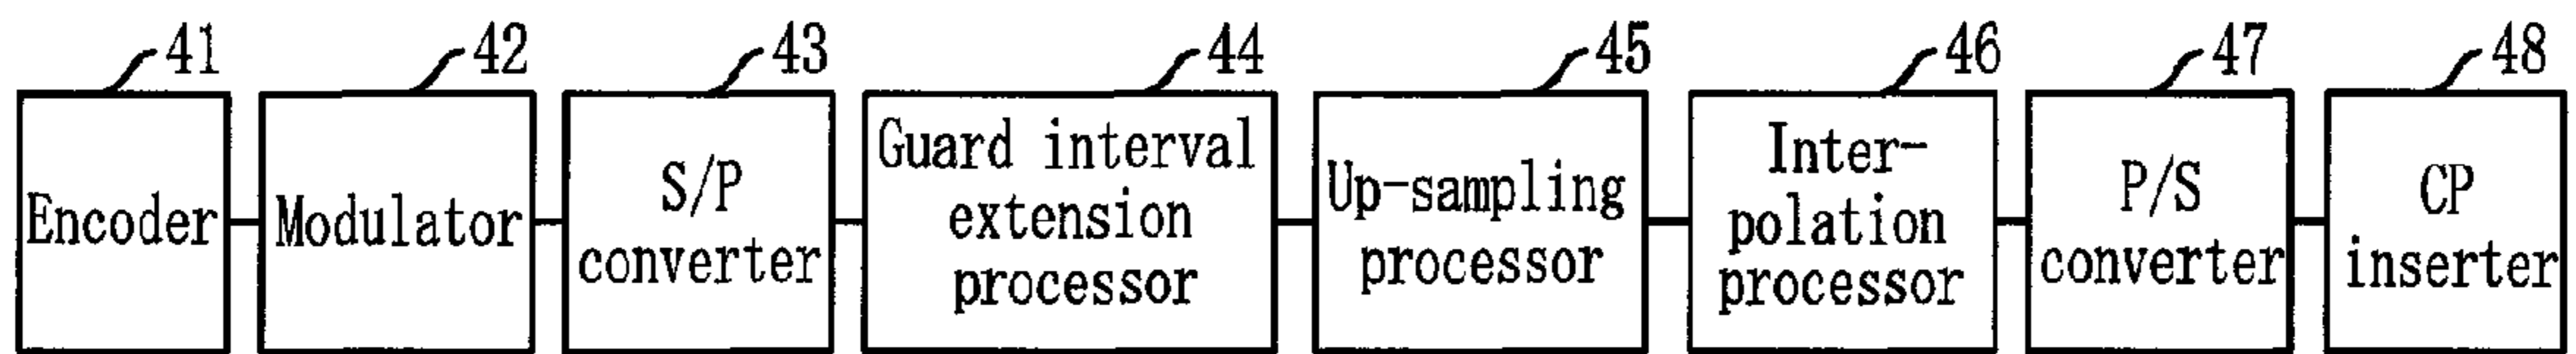 41
42
43
44
45
46
47
48
Encoder
Modulator
S/P
converter
Guard interval
extension
processor
Up-sampling
processor
Inter-
polation
processor
P/S
converter
CP
inserter